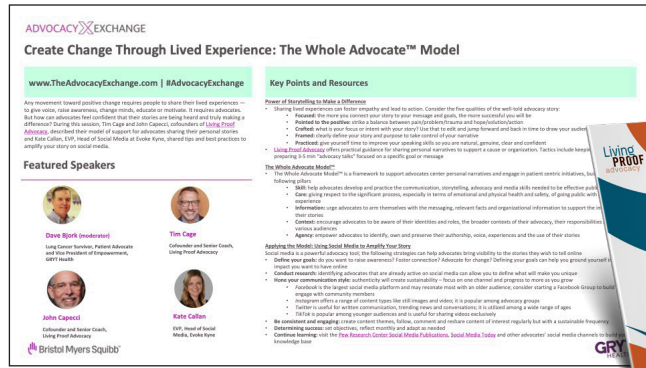 ADVOCACY EXCHANGE
Create Change Through Lived Experience: The Whole Advocate™ Model
www.TheAdvocacyExchange.com | #AdvocacyExchange
Any movement toward positive change requires people to share their lived experiences —
to give voice, raise awareness, change minds, educate or motivate. It requires advocates.
But how can advocates feel confident that their stories are being heard and truly making a
difference? During this session, Tim Cage and John Capecci, cofounders of Living Proof
Advocacy, described their model of support for advocates sharing their personal stories
and Kate Callan, EVP, Head of Social Media at Evoke Kyne, shared tips and best practices to
amplify your story on social media.
Featured Speakers
Dave Bjork (moderator)
Lung Cancer Survivor, Patient Advocate
and Vice President of Empowerment,
GRYT Health
Tim Cage
Cofounder and Senior Coach,
Living Proof Advocacy
John Capecci
Cofounder and Senior Coach,
Living Proof Advocacy
Kate Callan
EVP, Head of Social
Media, Evoke Kyne
Bristol Myers Squibb
Key Points and Resources
Power of Storytelling to Make a Difference
• Sharing lived experiences can foster empathy and lead to action. Consider the five qualities of the well-told advocacy story:
• Focused: the more you connect your story to your message and goals, the more successful you will be
• Pointed to the positive: strike a balance between pain/problem/trauma and hope/solution/action
• Crafted: what is your focus or intent with your story? Use that to edit and jump forward and back in time to draw your
• Framed: clearly define your story and purpose to take control of your narrative
• Practiced: give yourself time to improve your speaking skills so you are natural, genuine, clear and confident
• Living Proof Advocacy offers practical guidance for sharing personal stories to support a cause or organization. Tactics include
preparing 3-5 min "advocacy talks" focused on a specific goal or message
The Whole Advocate Model™
• The Whole Advocate Model™ is a framework to support advocates center personal narratives and engage in patient centric initiatives,
following pillars
• Skill: help advocates develop and practice the communication, storytelling, advocacy and media skills needed to be effective
• Care: giving respect to the significant process, especially in terms of emotional and physical health and safety, of going public with
experience
• Information: urge advocates to arm themselves with the messaging, relevant facts and organizational information to support the
their stories
• Context: encourage advocates to be aware of their identities and roles, the broader contexts of their advocacy, their responsibilities
various audiences
• Agency: empower advocates to identify, own and preserve their authorship, voice, experiences and the use of their stories
Applying the Model: Using Social Media to Amplify Your Story
Social media is a powerful advocacy tool; the following strategies can help advocates bring visibility to the stories they wish to tell online
• Define your goals: do you want to raise awareness? Foster connection? Advocate for change? Defining your goals can help you ground yourself
impact you want to have online
• Conduct research: identifying advocates that are already active on social media can allow you to define what will make you unique
• Hone your communication style: authenticity will create sustainability – focus on one channel and progress to more as you grow
• Facebook is the largest social media platform and may resonate most with an older audience; consider starting a Facebook Group to
engage with community members
• Instagram offers a range of content types like still images and video; it is popular among advocacy groups
• Twitter is useful for written communication, trending news and conversations; it is utilized among a wide range of ages
• TikTok is popular among younger audiences and is useful for sharing videos exclusively
• Be consistent and engaging: create content themes, follow, comment and reshare content of interest regularly but with a sustainable frequency
• Determining success: set objectives, reflect monthly and adapt as needed
• Continue learning: visit the Pew Research Center Social Media Publications, Social Media Today and other advocates' social media channels to
knowledge base
Living
PROOF
advocacy
GRY
HEAL